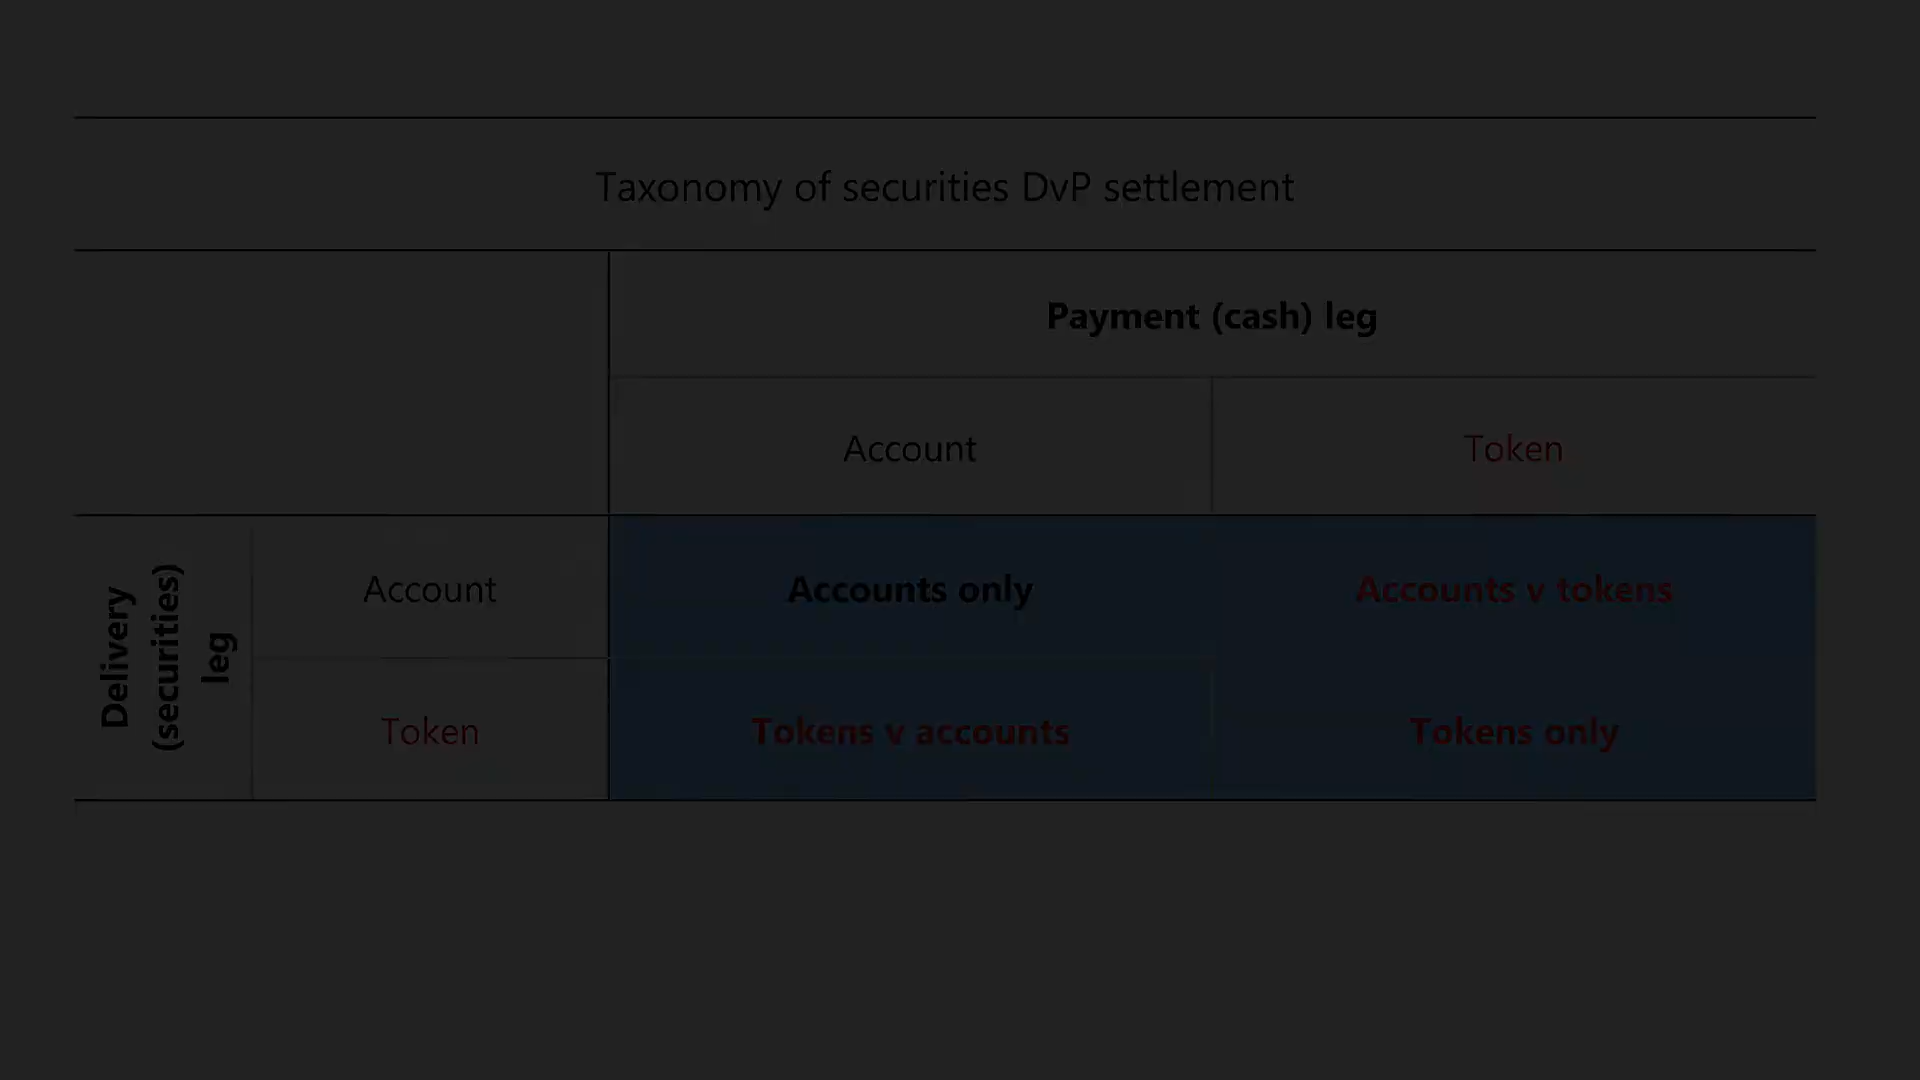 Taxonomy of securities DvP settlement
Payment (cash) leg
Account
Token
Delivery
(securities)
leg
Account
Accounts only
Accounts v tokens
Token
Tokens v accounts
Tokens only